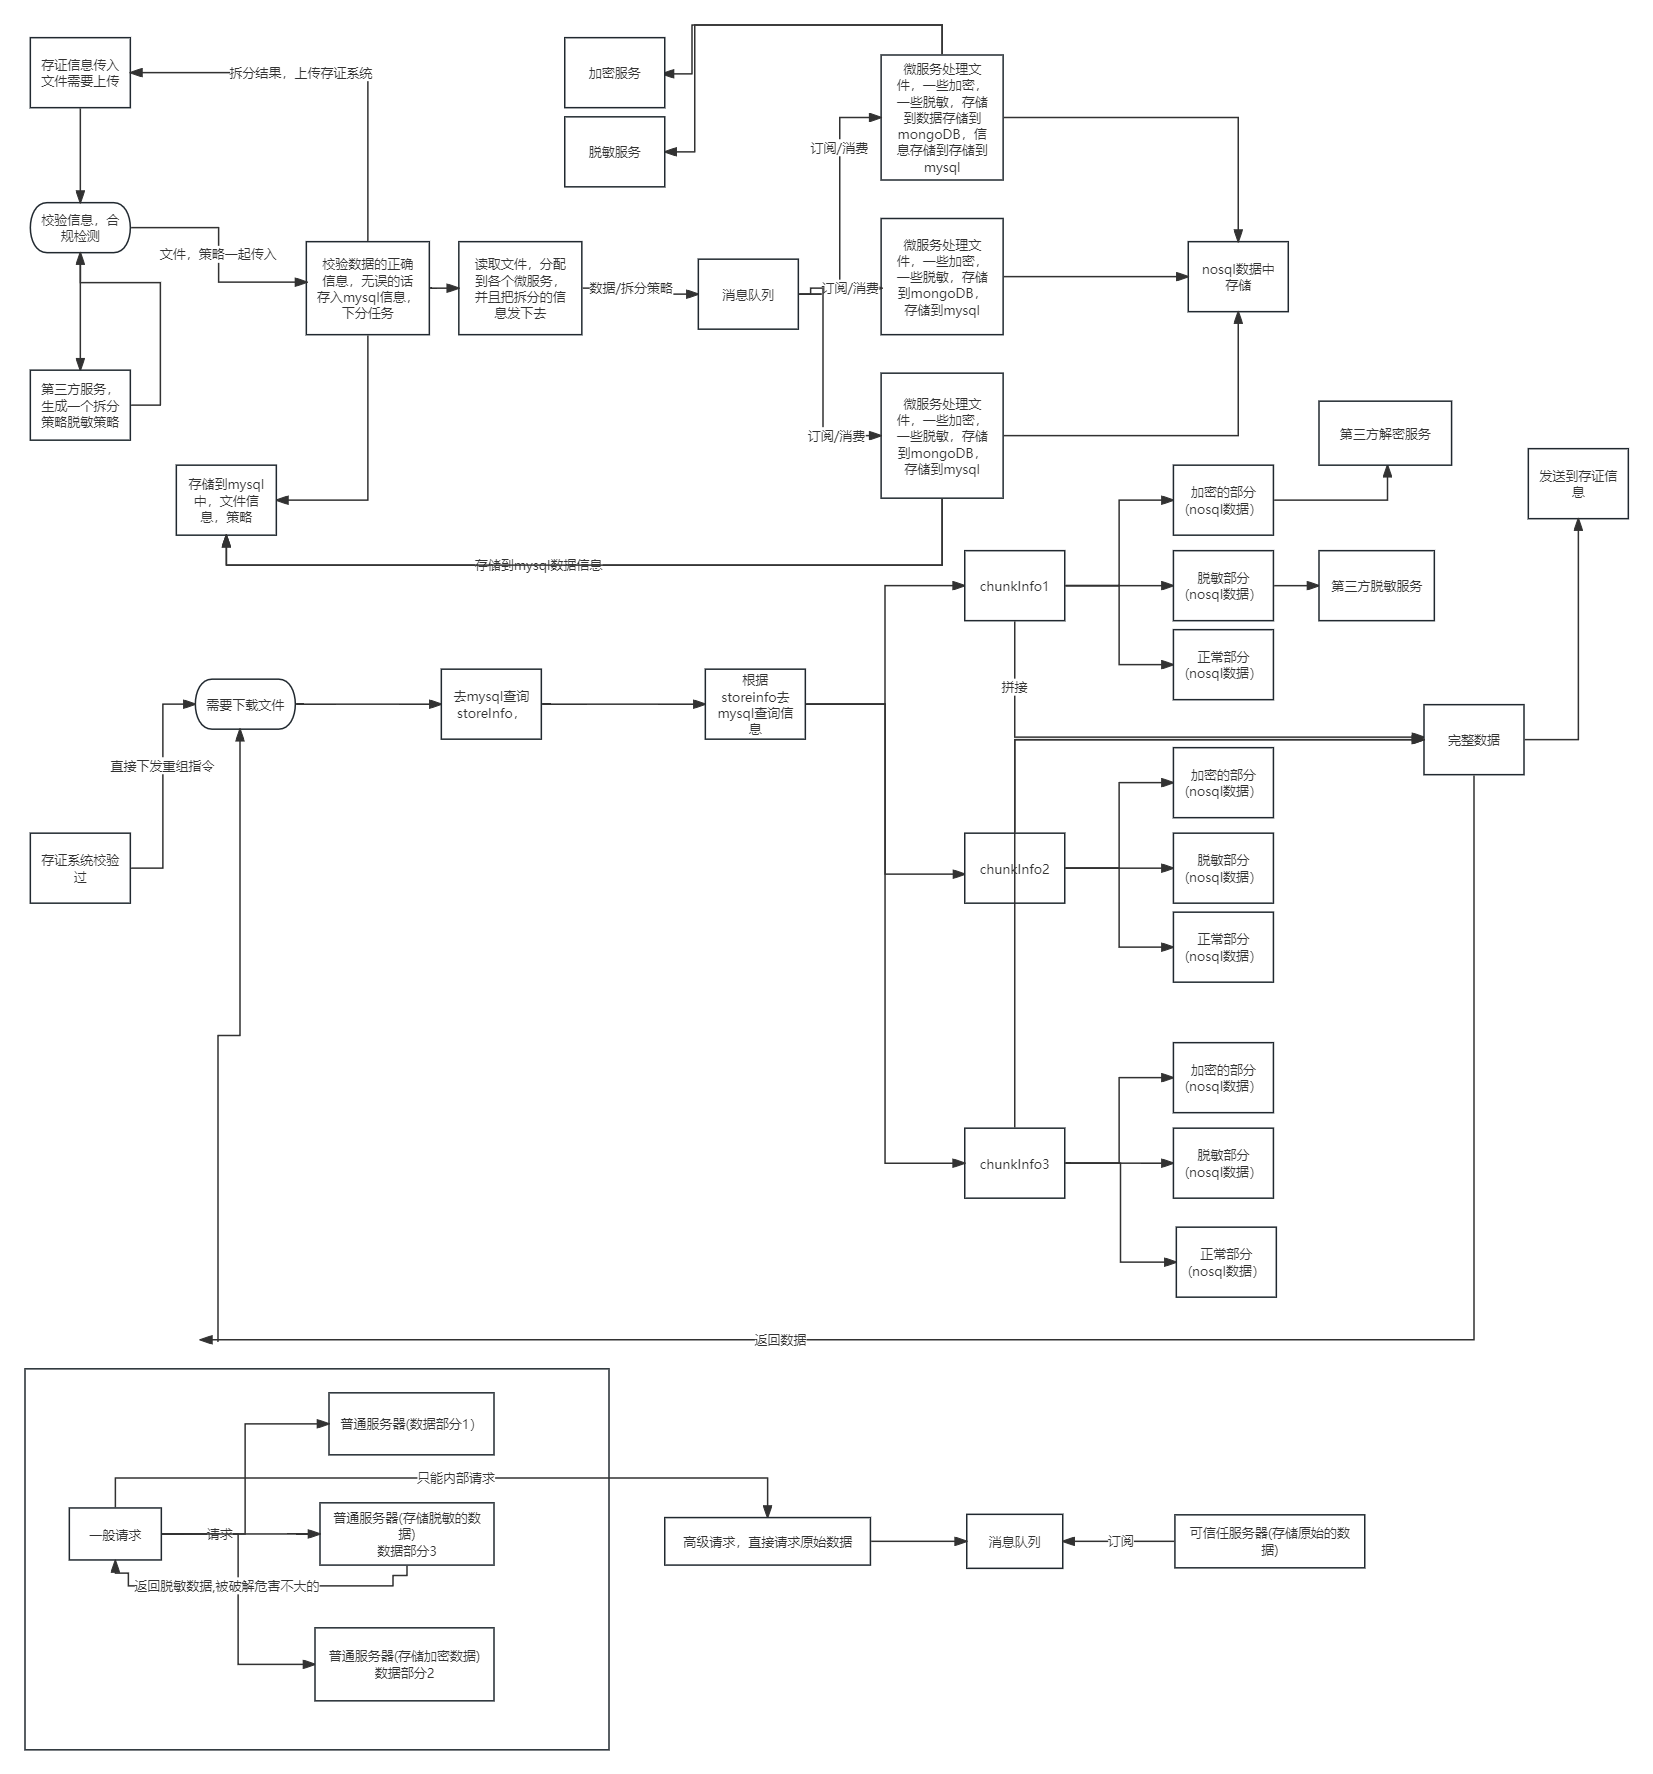 存证信息传入
文件需要上传
拆分结果，上传存证系统
校验信息，合
规检测
文件，策略一起传入
第三方服务，
生成一个拆分
策略脱敏策略
校验数据的正确
信息，无误的话
存入mysql信息，
下分任务
读取文件，分配
到各个微服务，
并且把拆分的信
息发下去
数据/拆分策略
消息队列
加密服务
脱敏服务
订阅/消费
订阅/消费
订阅/消费
微服务处理文
件，一些加密，
一些脱敏，存储
到数据存储到
mongoDB，信
息存储到存储到
mysql
微服务处理文
件，一些加密，
一些脱敏，存储
到mongoDB，
存储到mysql
微服务处理文
件，一些加密，
一些脱敏，存储
到mongoDB，
存储到mysql
nosql数据中
存储
存储到mysql
中，文件信
息，策略
存储到mysql数据信息
存证系统校验
过
直接下发重组指令
需要下载文件
去mysql查询
storeInfo，
根据
storeinfo去
mysql查询信
息
chunkInfo1
加密的部分
(nosql数据）
第三方解密服务
脱敏部分
(nosql数据）
第三方脱敏服务
正常部分
(nosql数据）
拼接
chunkInfo2
加密的部分
(nosql数据）
脱敏部分
(nosql数据）
正常部分
(nosql数据）
chunkInfo3
加密的部分
(nosql数据）
脱敏部分
(nosql数据）
正常部分
(nosql数据）
完整数据
发送到存证信
息
返回数据
普通服务器(数据部分1）
只能内部请求
一般请求
请求
普通服务器(存储脱敏的数
据)
数据部分3
返回脱敏数据,被破解危害不大的
普通服务器(存储加密数据)
数据部分2
高级请求，直接请求原始数据
消息队列
订阅
可信任服务器(存储原始的数
据)